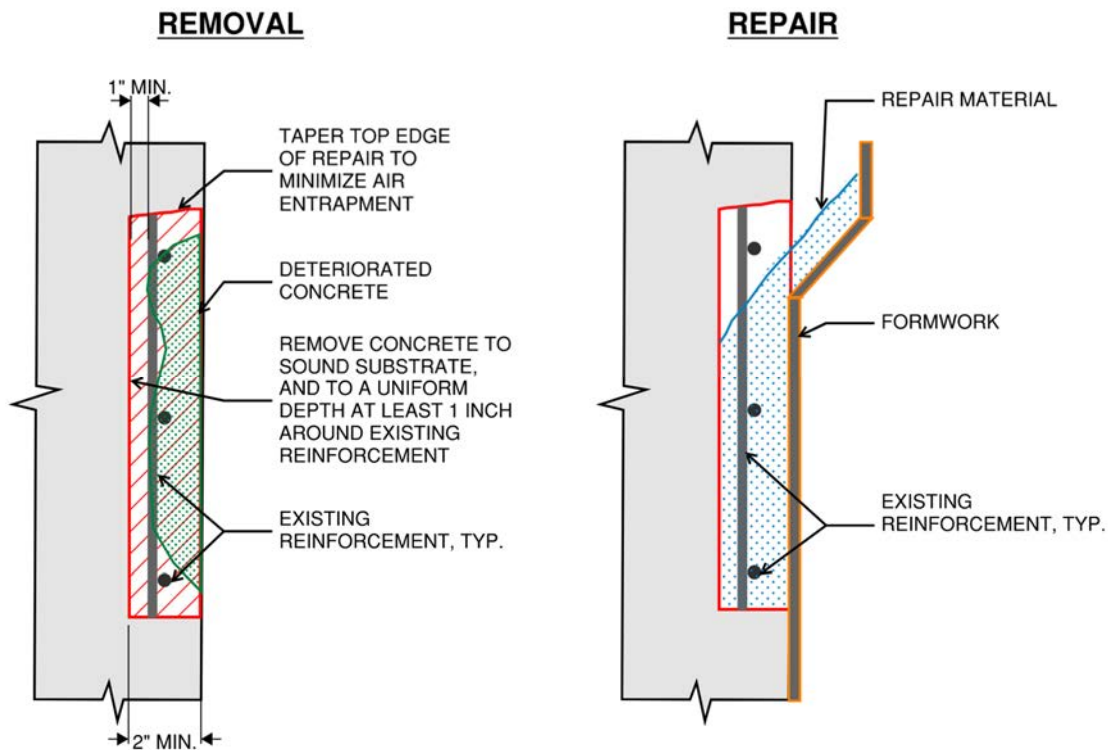 REMOVAL
1" MIN.
TAPER TOP EDGE
OF REPAIR TO
MINIMIZE AIR
ENTRAPMENT
DETERIORATED
CONCRETE
REMOVE CONCRETE TO
SOUND SUBSTRATE,
AND TO A UNIFORM
DEPTH AT LEAST 1 INCH
AROUND EXISTING
REINFORCEMENT
EXISTING
REINFORCEMENT, TYP.
2" MIN.
REPAIR
REPAIR MATERIAL
FORMWORK
EXISTING
REINFORCEMENT, TYP.